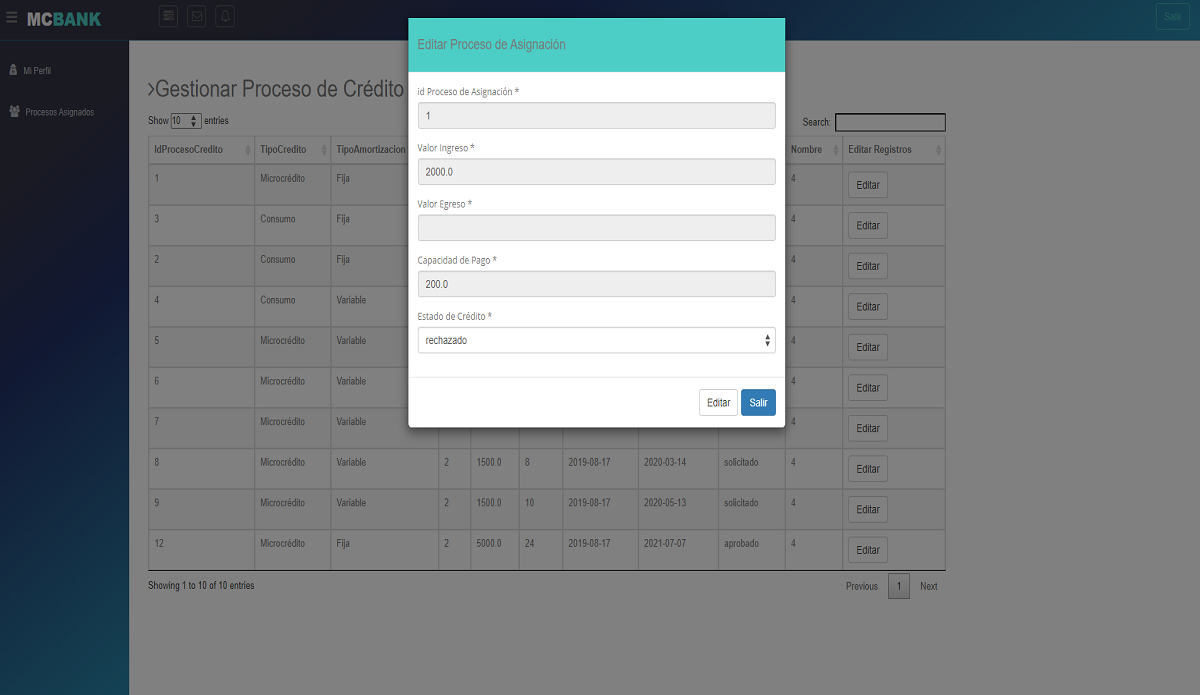 MCBANK
Salir
Mi Perfil
Procesos Asignados
Gestionar Proceso de Crédito
Show 10 entries
Search:
IdProcesoCredito TipoCredito TipoAmortizacion Nombre Editar Registros
1 Microcrédito Fija 4 Editar
3 Consumo Fija 4 Editar
2 Consumo Fija 4 Editar
4 Consumo Variable 4 Editar
5 Microcrédito Variable 4 Editar
6 Microcrédito Variable 4 Editar
7 Microcrédito Variable 4 Editar
8 Microcrédito Variable 2 1500.0 8 2019-08-17 2020-03-14 solicitado 4 Editar
9 Microcrédito Variable 2 1500.0 10 2019-08-17 2020-05-13 solicitado 4 Editar
12 Microcrédito Fija 2 5000.0 24 2019-08-17 2021-07-07 aprobado 4 Editar
Showing 1 to 10 of 10 entries
Previous 1 Next
Editar Proceso de Asignación
id Proceso de Asignación *
1
Valor Ingreso *
2000.0
Valor Egreso *
Capacidad de Pago *
200.0
Estado de Crédito *
rechazado
Editar Salir